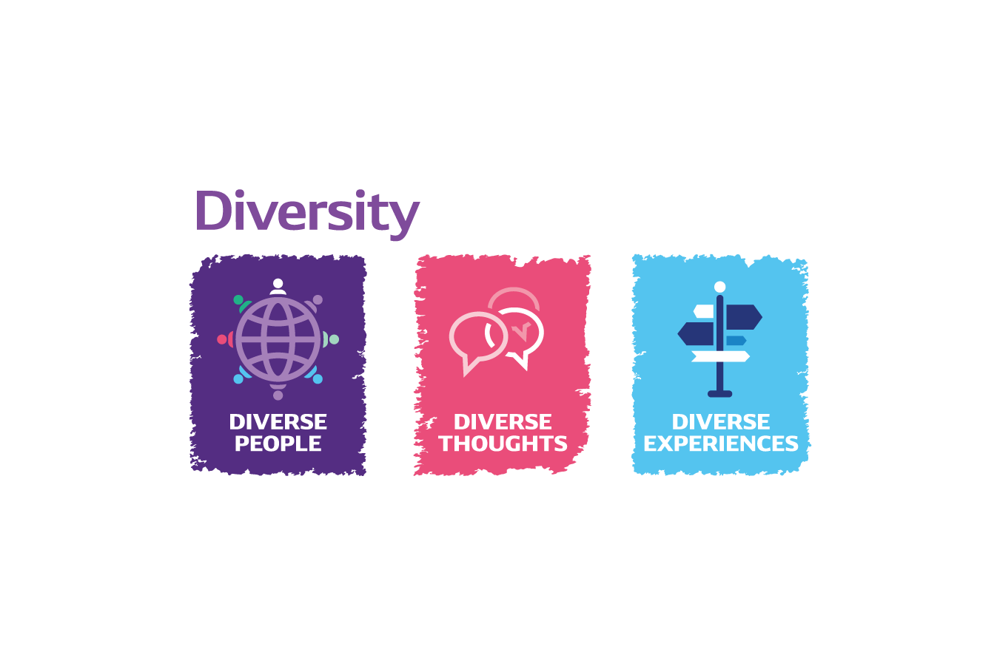 Diversity
DIVERSE
PEOPLE
DIVERSE
THOUGHTS
DIVERSE
EXPERIENCES